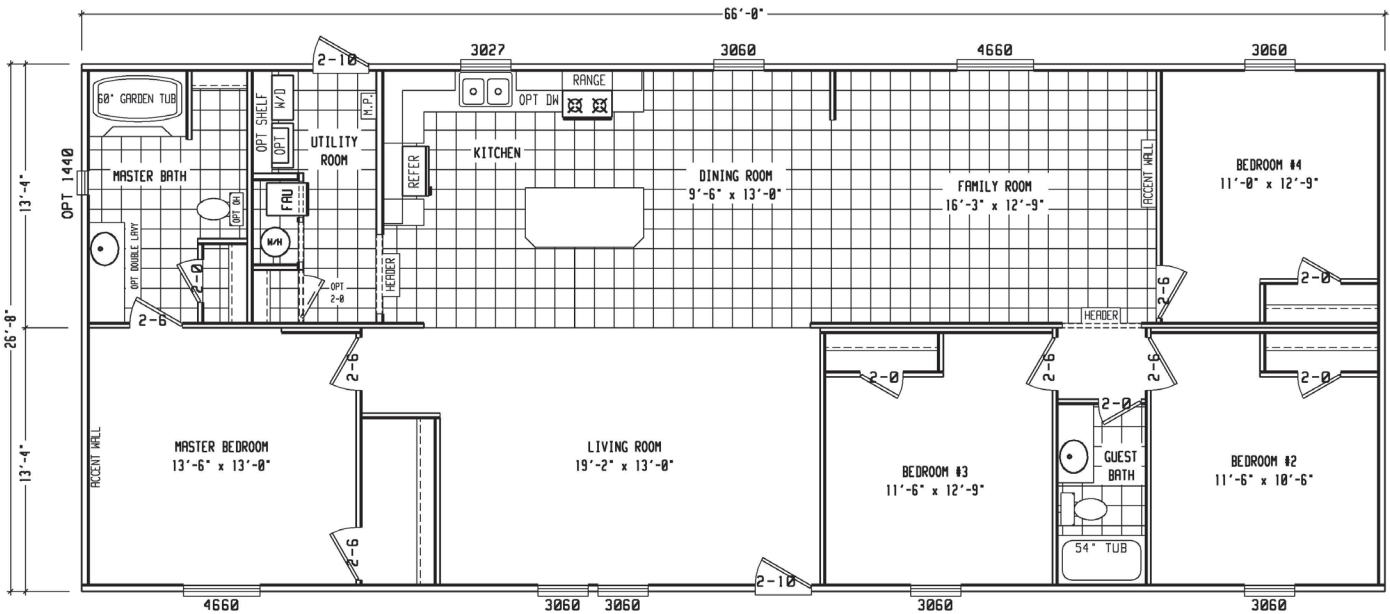 66'-0"
2-10
3027
3060
4660
3060
60" GARDEN TUB
OPT SHELF
W/D
OPT
M.P.
UTILITY
ROOM
RANGE
OPT DW
KITCHEN
REFER
OPT 1440
MASTER BATH
FAU
W/H
OPT OH
OPT DOUBLE LAVY
2-0
2-6
OPT
2-0
HEADER
DINING ROOM
9'-6" x 13'-0"
FAMILY ROOM
16'-3" x 12'-9"
ACCENT WALL
BEDROOM #4
11'-0" x 12'-9"
2-0
2-6
HEADER
13'-4"
26'-8"
13'-4"
ACCENT WALL
MASTER BEDROOM
13'-6" x 13'-0"
2-6
2-6
LIVING ROOM
19'-2" x 13'-0"
2-10
2-0
BEDROOM #3
11'-6" x 12'-9"
2-6
2-6
2-0
GUEST
BATH
54" TUB
2-0
BEDROOM #2
11'-6" x 10'-6"
4660
3060
3060
3060
3060